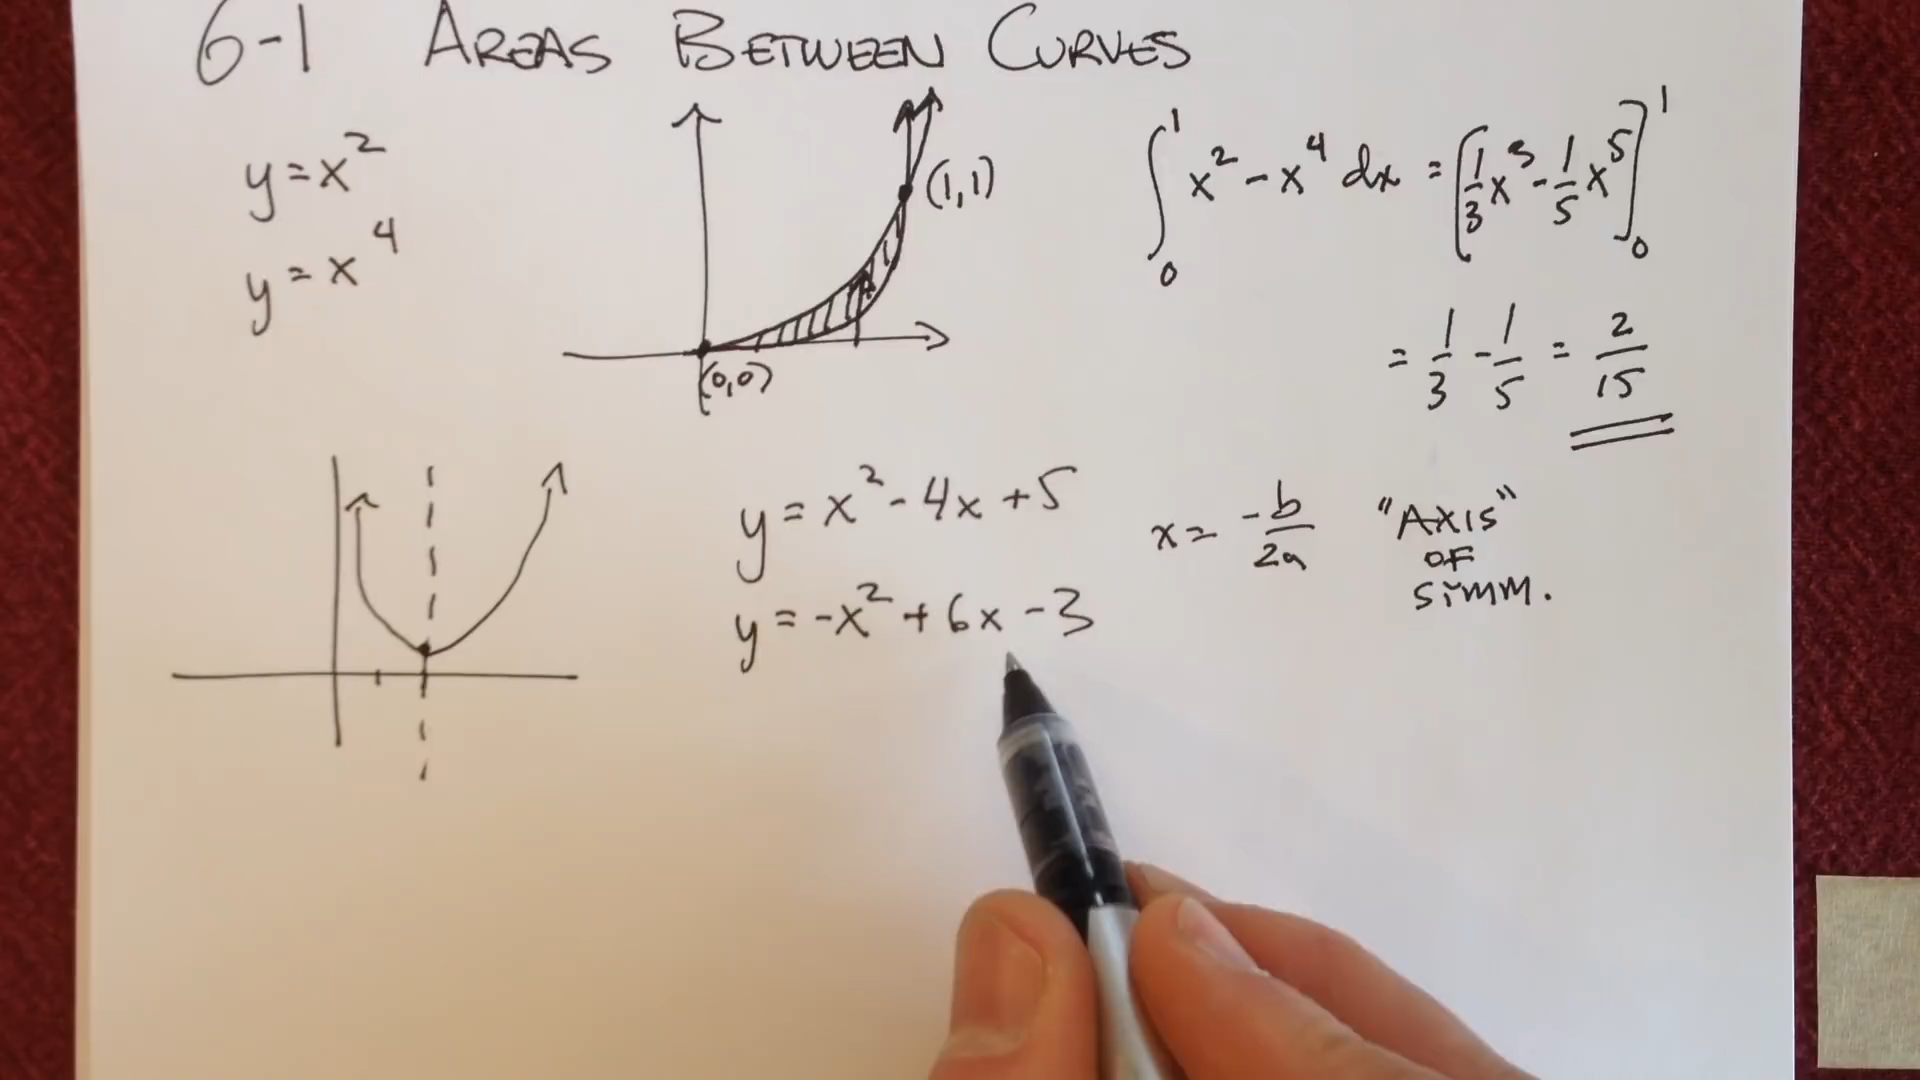 6-1 AREAS BETWEEN CURVES
y = x²
y = x⁴
(1,1)
(0,0)
∫₀¹ x² - x⁴ dx = [1/3 x³ - 1/5 x⁵]₀¹
= 1/3 - 1/5 = 2/15
y = x² - 4x + 5
y = -x² + 6x - 3
x = -b/2a
"AXIS"
OF
SIMM.